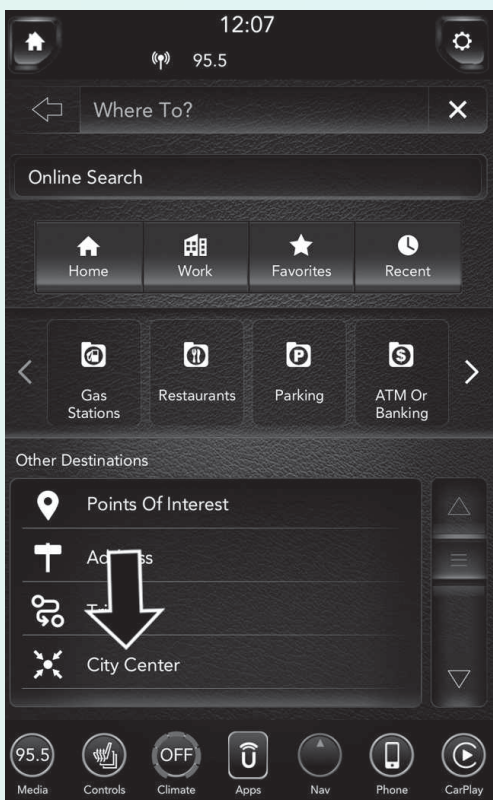 12:07
95.5
Where To?
Online Search
Home Work Favorites Recent
Gas Stations
Restaurants
Parking
ATM Or Banking
Other Destinations
Points Of Interest
City Center
95.5 OFF
Media Controls Climate Apps Nav Phone CarPlay